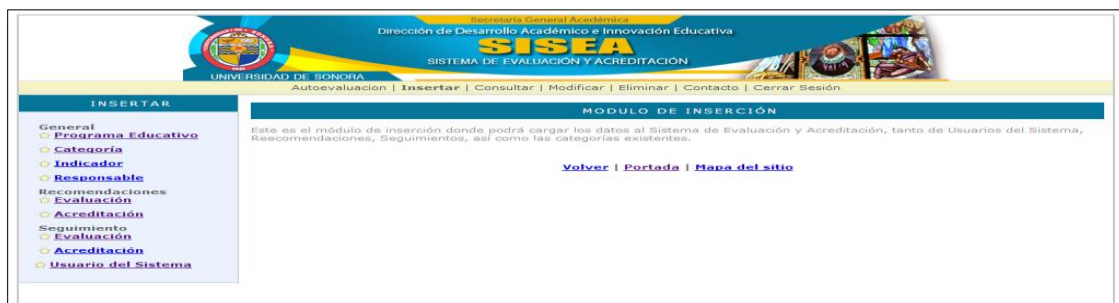 Secretaría General Académica
Dirección de Desarrollo Académico e Innovación Educativa
SISEA
SISTEMA DE EVALUACIÓN Y ACREDITACIÓN
UNIVERSIDAD DE SONORA
Autoevaluacion | Insertar | Consultar | Modificar | Eliminar | Contacto | Cerrar Sesión
INSERTAR
General
Programa Educativo
Categoría
Indicador
Responsable
Recomendaciones
Evaluación
Acreditación
Seguimiento
Evaluación
Acreditación
Usuario del Sistema
MODULO DE INSERCIÓN
Este es el módulo de inserción donde podrá cargar los datos al Sistema de Evaluación y Acreditación, tanto de Usuarios del Sistema,
Reecomendaciones, Seguimientos, así como las categorías existentes.
Volver | Portada | Mapa del sitio